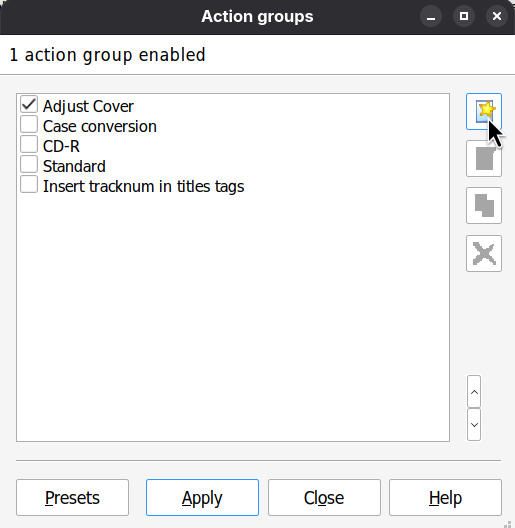 Action groups
1 action group enabled
Adjust Cover
Case conversion
CD-R
Standard
Insert tracknum in titles tags
Presets
Apply
Close
Help